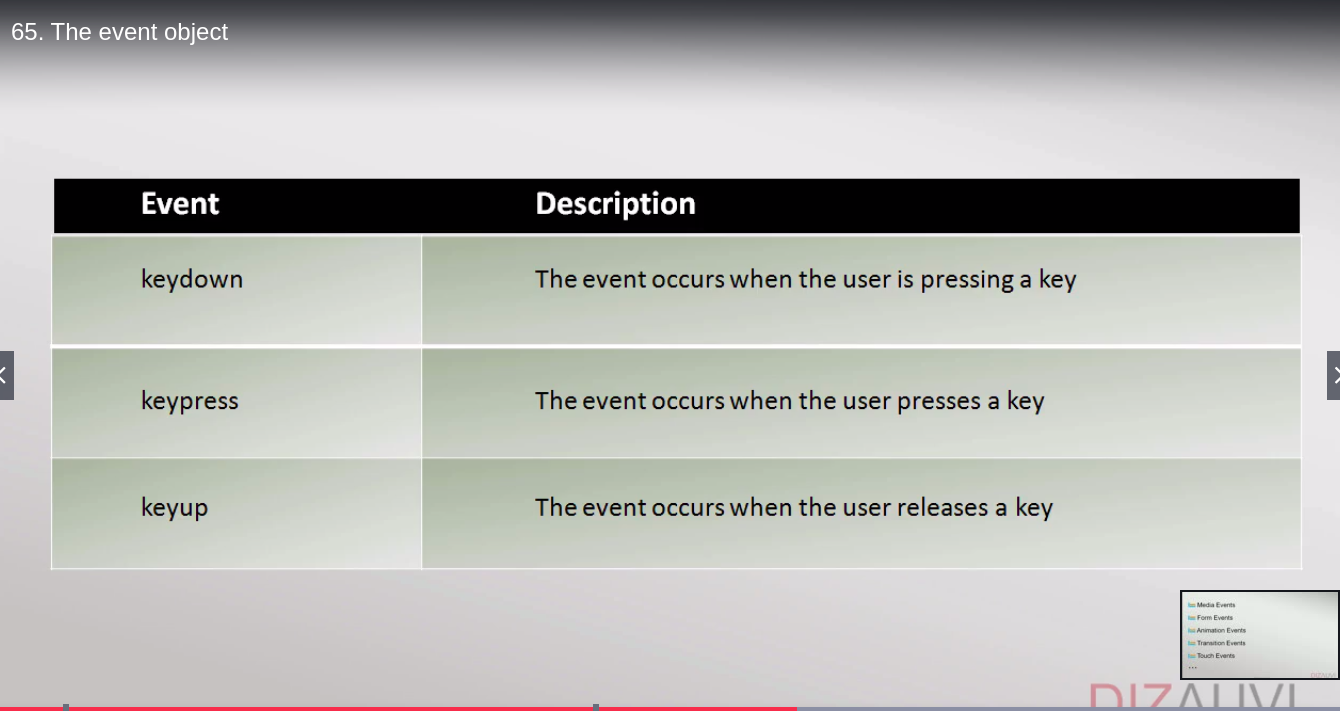 65. The event object
Event Description
keydown The event occurs when the user is pressing a key
keypress The event occurs when the user presses a key
keyup The event occurs when the user releases a key
Media Events
Form Events
Animation Events
Transition Events
Touch Events
...
DIZAUVI